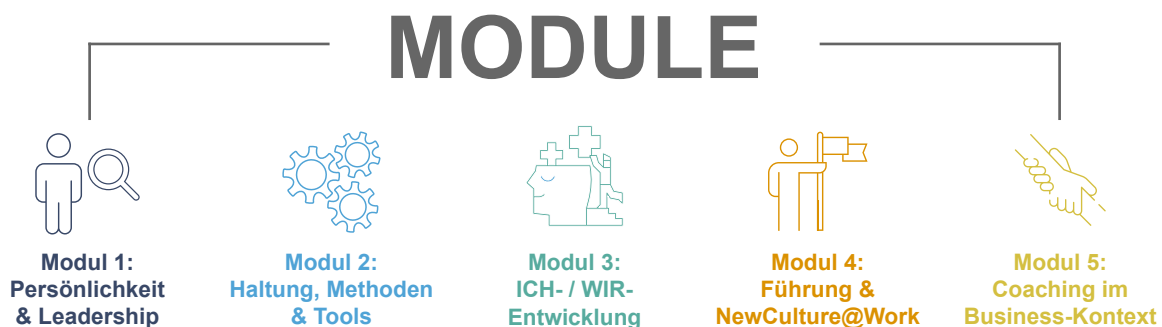 MODULE
Modul 1:
Persönlichkeit
& Leadership
Modul 2:
Haltung, Methoden
& Tools
Modul 3:
ICH- / WIR-
Entwicklung
Modul 4:
Führung &
NewCulture@Work
Modul 5:
Coaching im
Business-Kontext